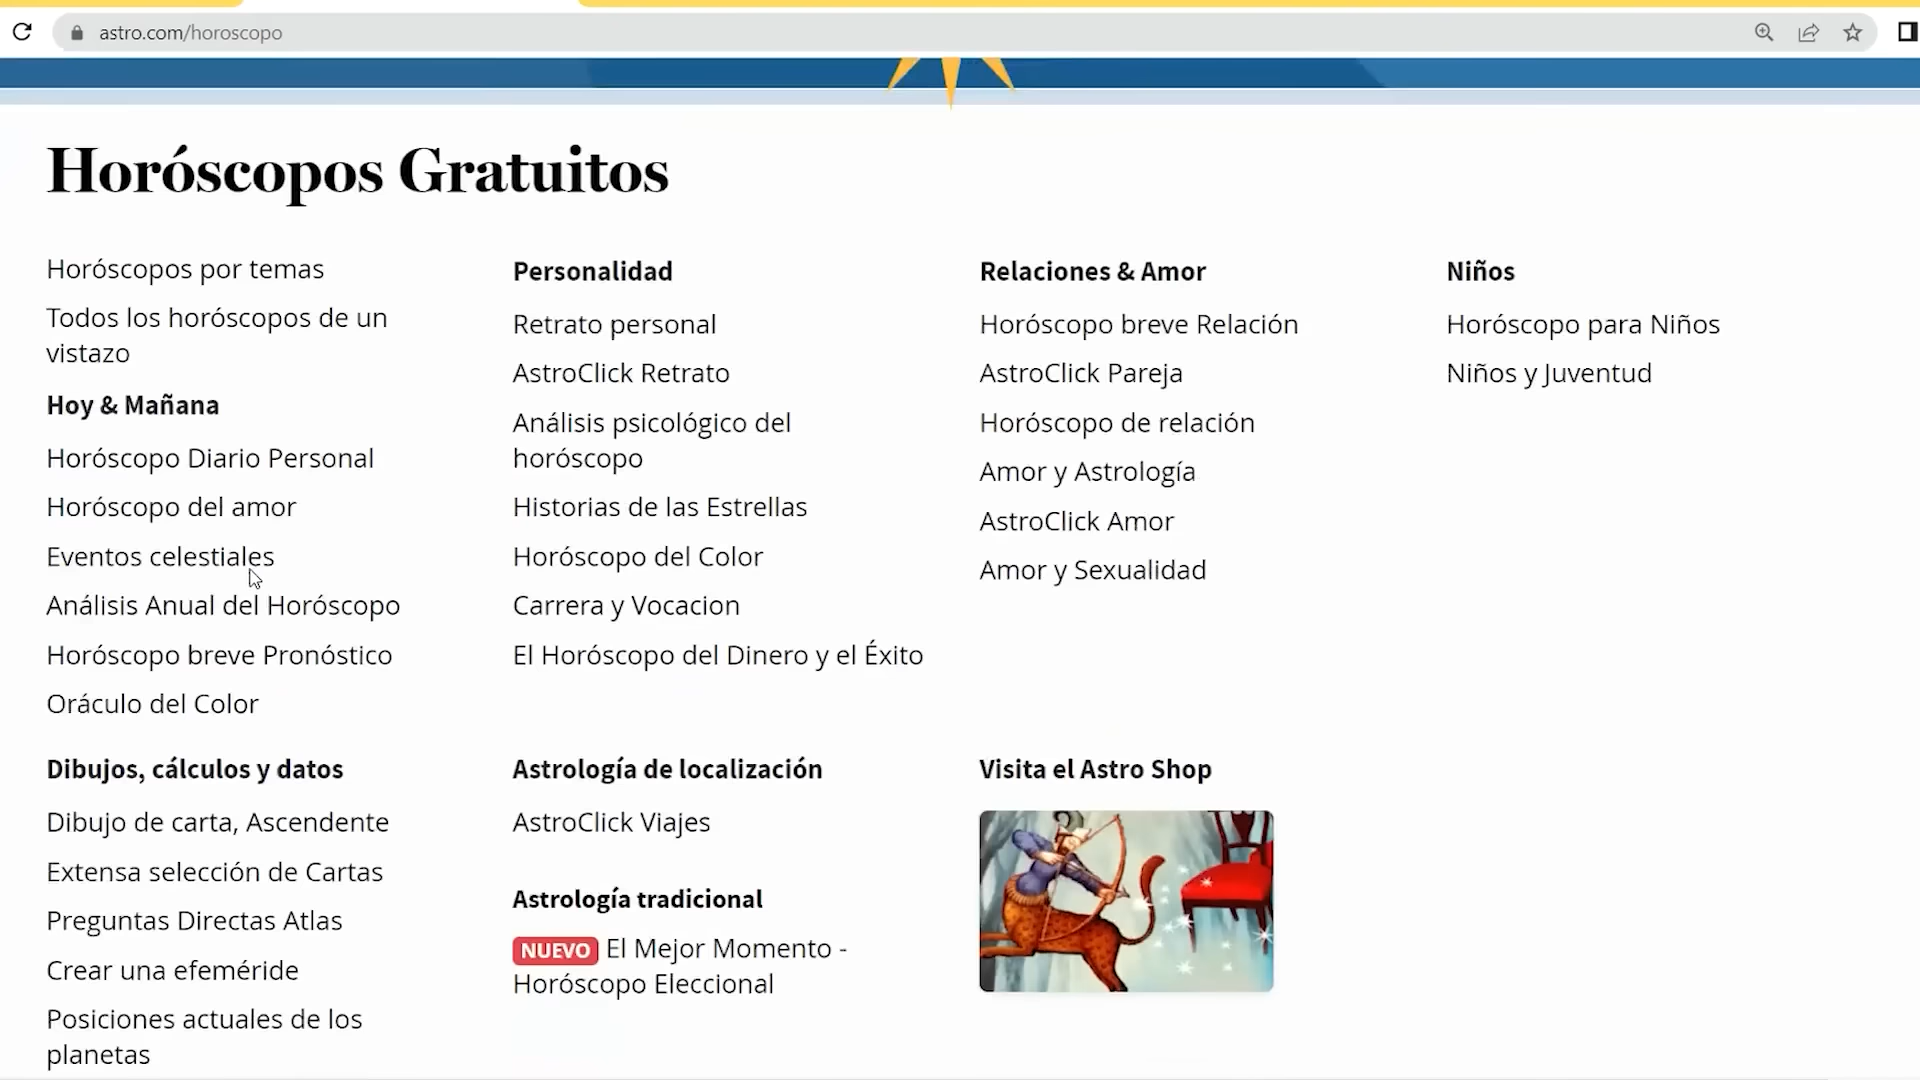 astro.com/horoscopo
Horóscopos Gratuitos
Horóscopos por temas
Todos los horóscopos de un
vistazo
Hoy & Mañana
Horóscopo Diario Personal
Horóscopo del amor
Eventos celestiales
Análisis Anual del Horóscopo
Horóscopo breve Pronóstico
Oráculo del Color
Personalidad
Retrato personal
AstroClick Retrato
Análisis psicológico del
horóscopo
Historias de las Estrellas
Horóscopo del Color
Carrera y Vocacion
El Horóscopo del Dinero y el Éxito
Relaciones & Amor
Horóscopo breve Relación
AstroClick Pareja
Horóscopo de relación
Amor y Astrología
AstroClick Amor
Amor y Sexualidad
Niños
Horóscopo para Niños
Niños y Juventud
Dibujos, cálculos y datos
Dibujo de carta, Ascendente
Extensa selección de Cartas
Preguntas Directas Atlas
Crear una efeméride
Posiciones actuales de los
planetas
Astrología de localización
AstroClick Viajes
Astrología tradicional
NUEVO El Mejor Momento -
Horóscopo Eleccional
Visita el Astro Shop